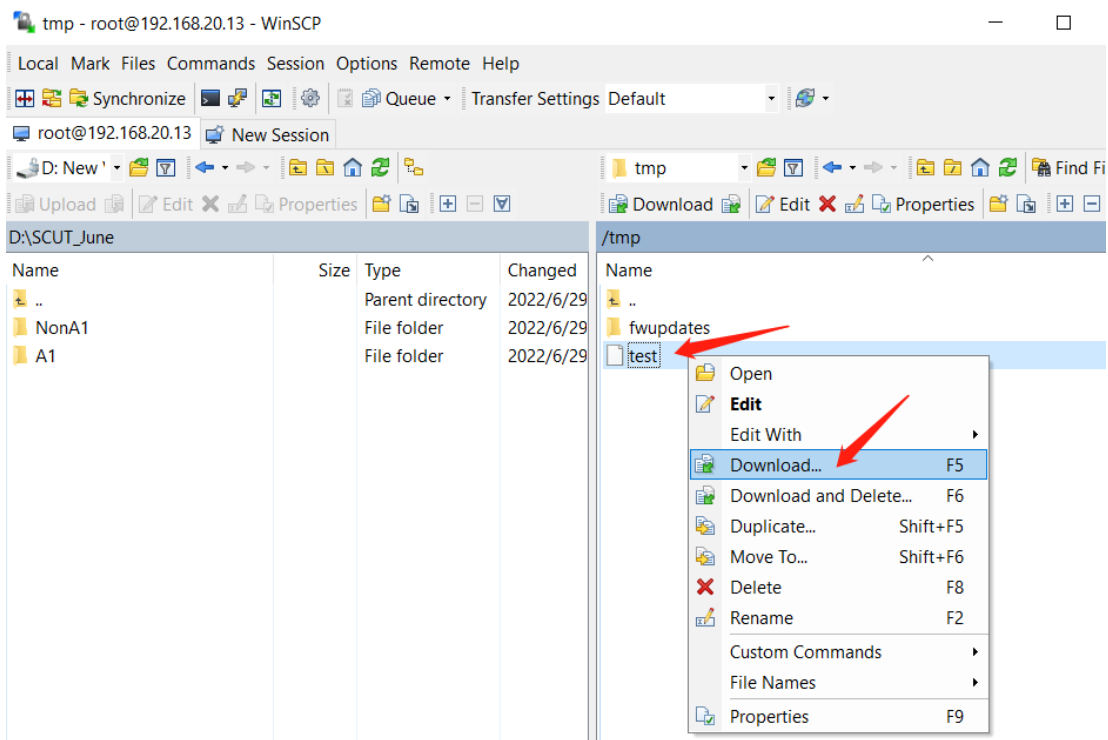 tmp - root@192.168.20.13 - WinSCP
Local Mark Files Commands Session Options Remote Help
Synchronize Queue Transfer Settings Default
root@192.168.20.13 New Session
D: New tmp Find Fi
Upload Edit Properties Download Edit Properties
D:\SCUT_June /tmp
Name Size Type Changed Name
.. Parent directory 2022/6/29 ..
NonA1 File folder 2022/6/29 fwupdates
A1 File folder 2022/6/29 test
Open
Edit
Edit With
Download... F5
Download and Delete... F6
Duplicate... Shift+F5
Move To... Shift+F6
Delete F8
Rename F2
Custom Commands
File Names
Properties F9